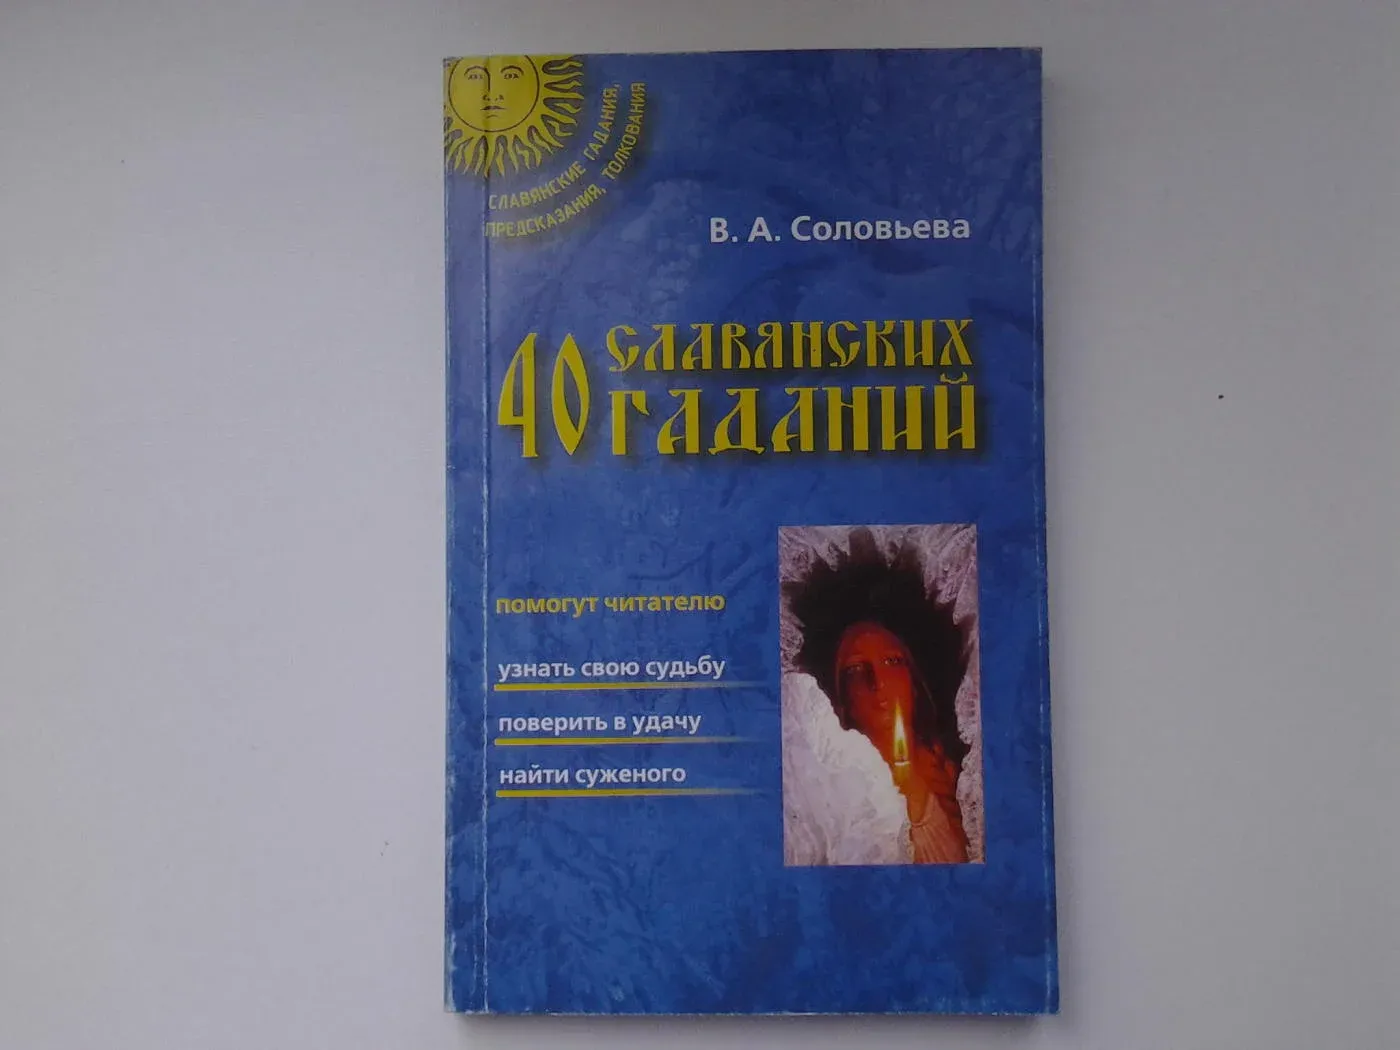 СЛАВЯНСКИЕ ГАДАНИЯ,
ПРЕДСКАЗАНИЯ, ТОЛКОВАНИЯ
В. А. Соловьева
40 СЛАВЯНСКИХ
ГАДАНИЙ
помогут читателю
узнать свою судьбу
поверить в удачу
найти суженого